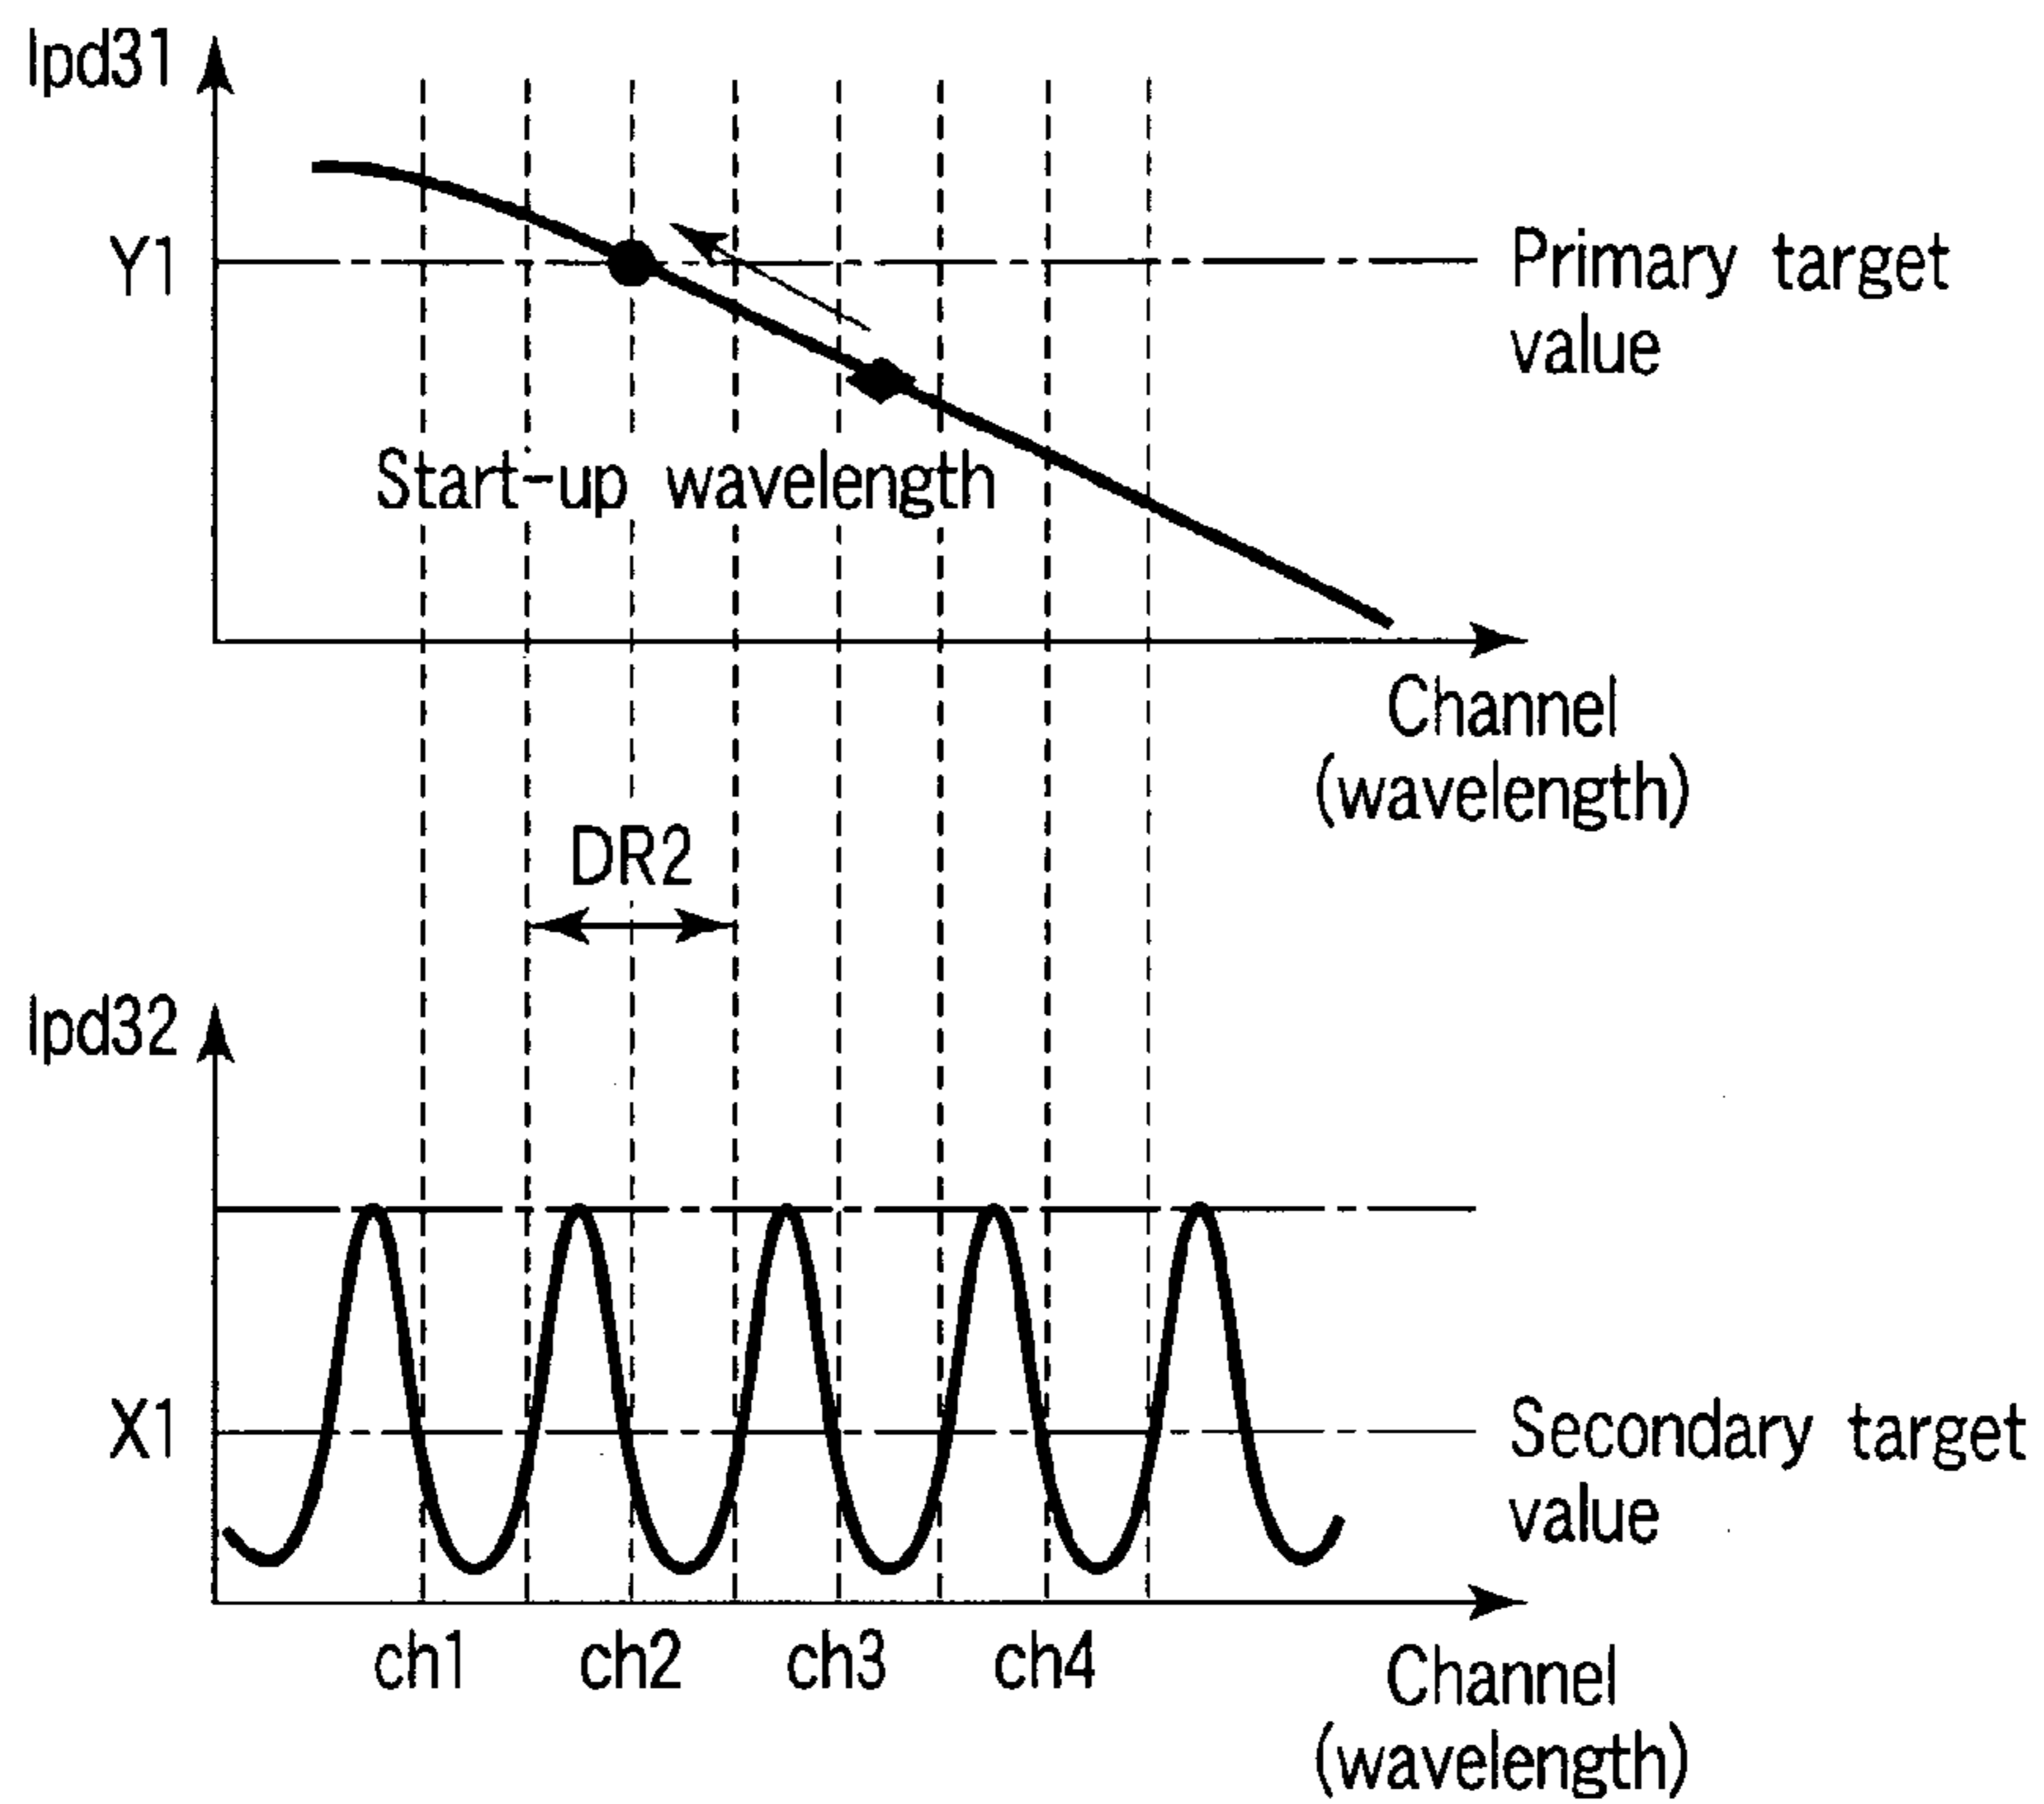 Ipd31
Y1
Primary target
value
Start-up wavelength
Channel
(wavelength)
DR2
Ipd32
X1
Secondary target
value
ch1 ch2 ch3 ch4
Channel
(wavelength)